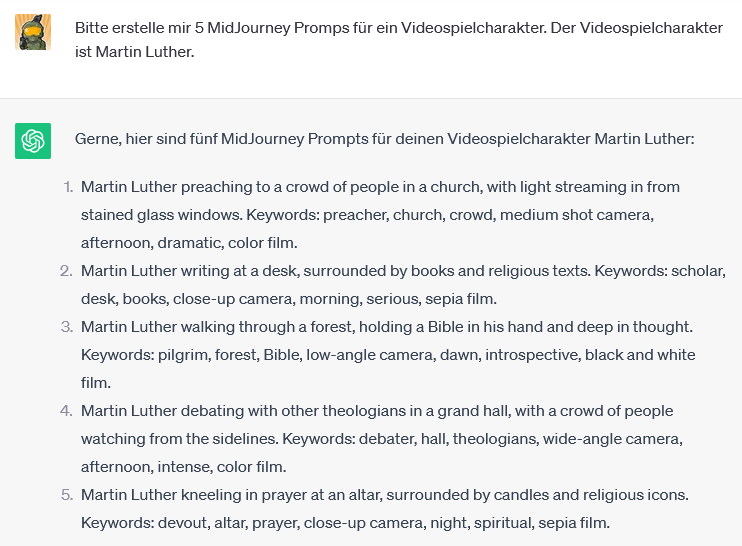 Bitte erstelle mir 5 MidJourney Promps für ein Videospielcharakter. Der Videospielcharakter
ist Martin Luther.
Gerne, hier sind fünf MidJourney Prompts für deinen Videospielcharakter Martin Luther:
1. Martin Luther preaching to a crowd of people in a church, with light streaming in from
stained glass windows. Keywords: preacher, church, crowd, medium shot camera,
afternoon, dramatic, color film.
2. Martin Luther writing at a desk, surrounded by books and religious texts. Keywords: scholar,
desk, books, close-up camera, morning, serious, sepia film.
3. Martin Luther walking through a forest, holding a Bible in his hand and deep in thought.
Keywords: pilgrim, forest, Bible, low-angle camera, dawn, introspective, black and white
film.
4. Martin Luther debating with other theologians in a grand hall, with a crowd of people
watching from the sidelines. Keywords: debater, hall, theologians, wide-angle camera,
afternoon, intense, color film.
5. Martin Luther kneeling in prayer at an altar, surrounded by candles and religious icons.
Keywords: devout, altar, prayer, close-up camera, night, spiritual, sepia film.